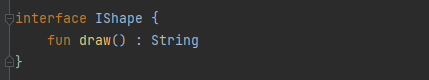 interface IShape {
    fun draw() : String
}